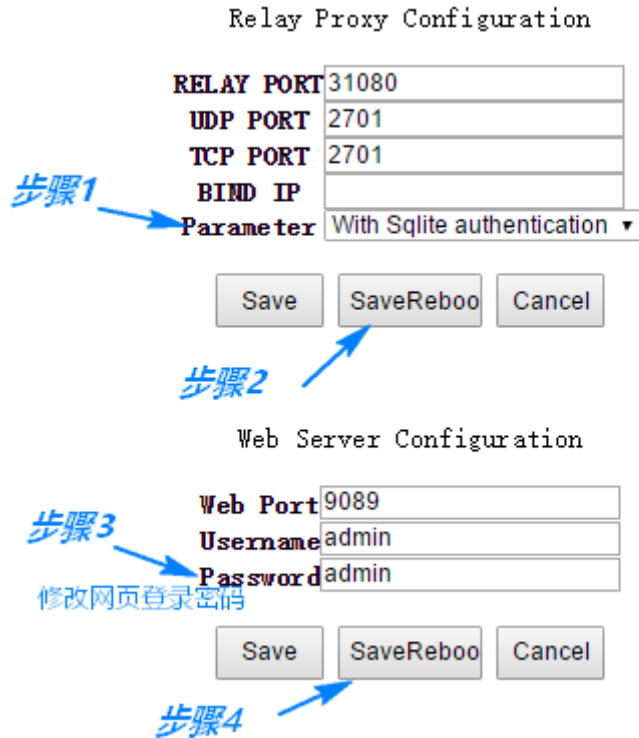 Relay Proxy Configuration
RELAY PORT 31080
UDP PORT 2701
TCP PORT 2701
BIND IP
步骤1
Parameter With Sqlite authentication
Save SaveReboo Cancel
步骤2
Web Server Configuration
Web Port 9089
步骤3
Username admin
Password admin
修改网页登录密码
Save SaveReboo Cancel
步骤4